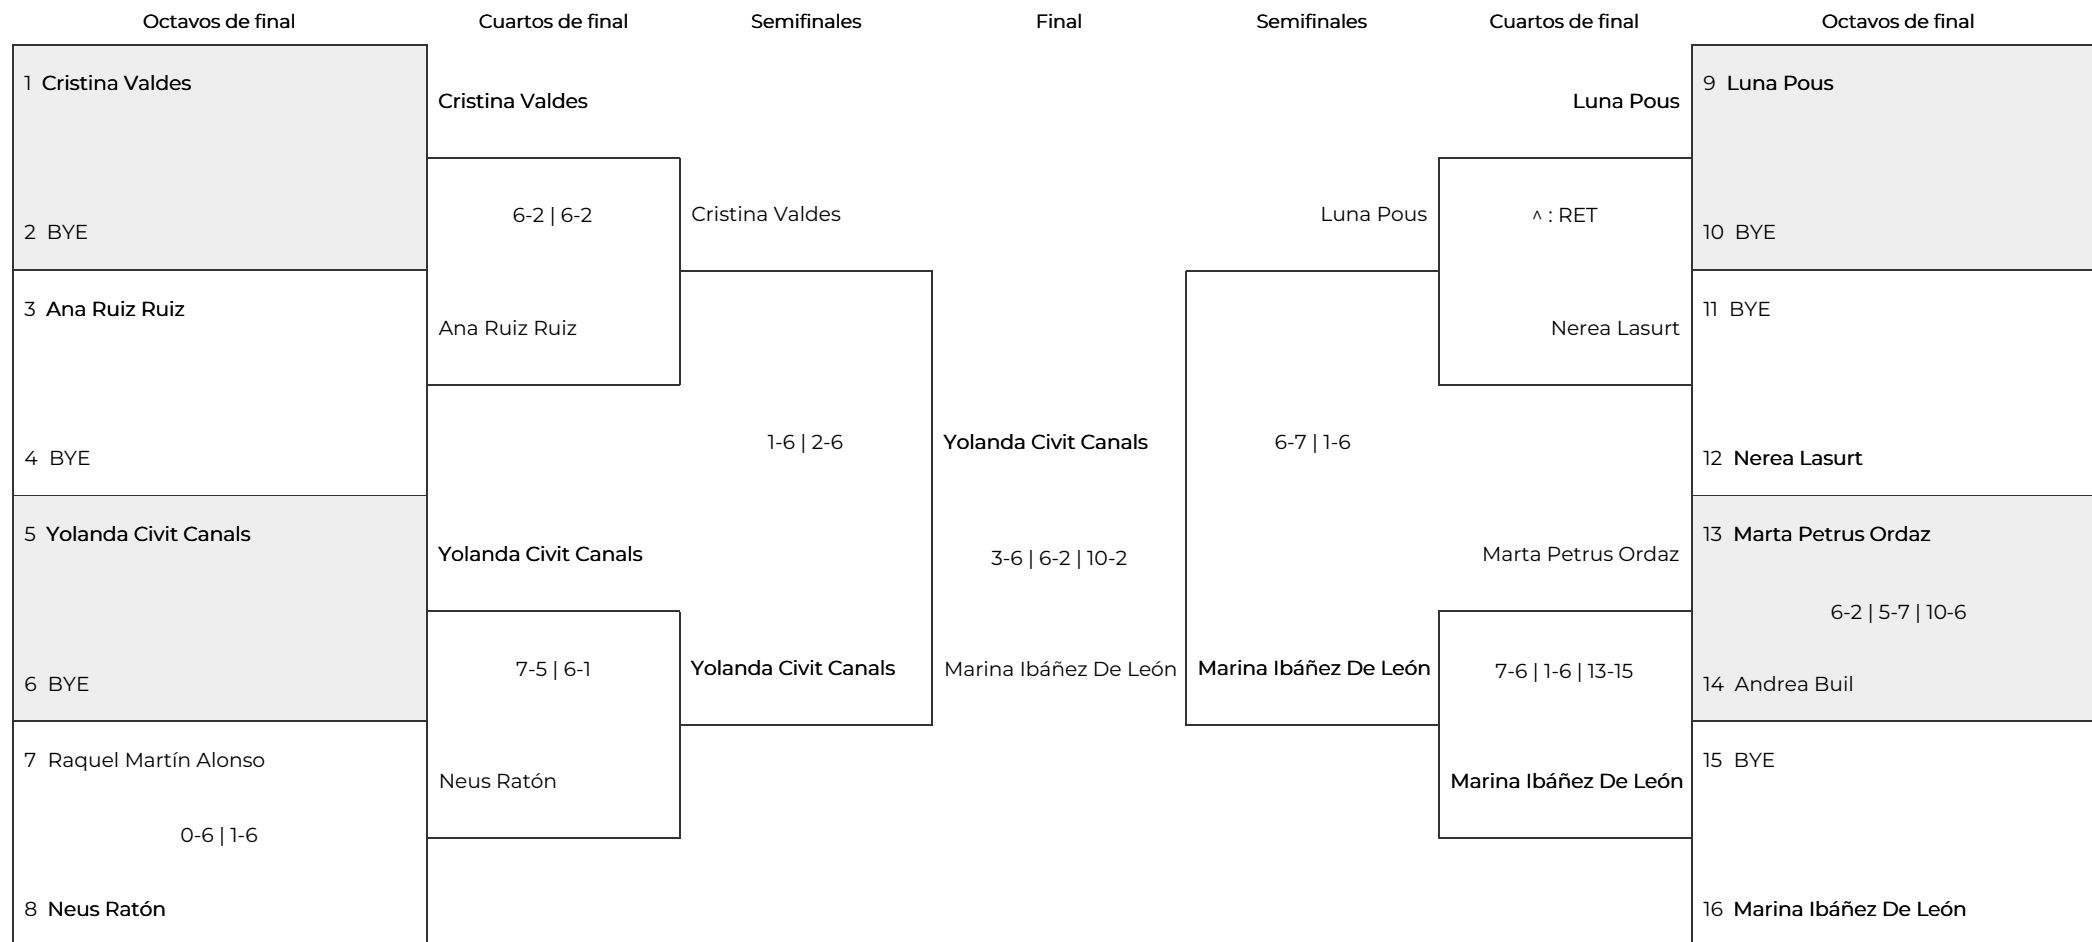 Octavos de final
Cuartos de final
Semifinales
Final
Semifinales
Cuartos de final
Octavos de final
1 Cristina Valdes
2 BYE
3 Ana Ruiz Ruiz
4 BYE
5 Yolanda Civit Canals
6 BYE
7 Raquel Martín Alonso
0-6 | 1-6
8 Neus Ratón
Cristina Valdes
6-2 | 6-2
Ana Ruiz Ruiz
Yolanda Civit Canals
7-5 | 6-1
Neus Ratón
Cristina Valdes
1-6 | 2-6
Yolanda Civit Canals
Yolanda Civit Canals
3-6 | 6-2 | 10-2
Marina Ibáñez De León
Luna Pous
6-7 | 1-6
Marina Ibáñez De León
Luna Pous
^ : RET
Nerea Lasurt
Marta Petrus Ordaz
7-6 | 1-6 | 13-15
Marina Ibáñez De León
9 Luna Pous
10 BYE
11 BYE
12 Nerea Lasurt
13 Marta Petrus Ordaz
6-2 | 5-7 | 10-6
14 Andrea Buil
15 BYE
16 Marina Ibáñez De León